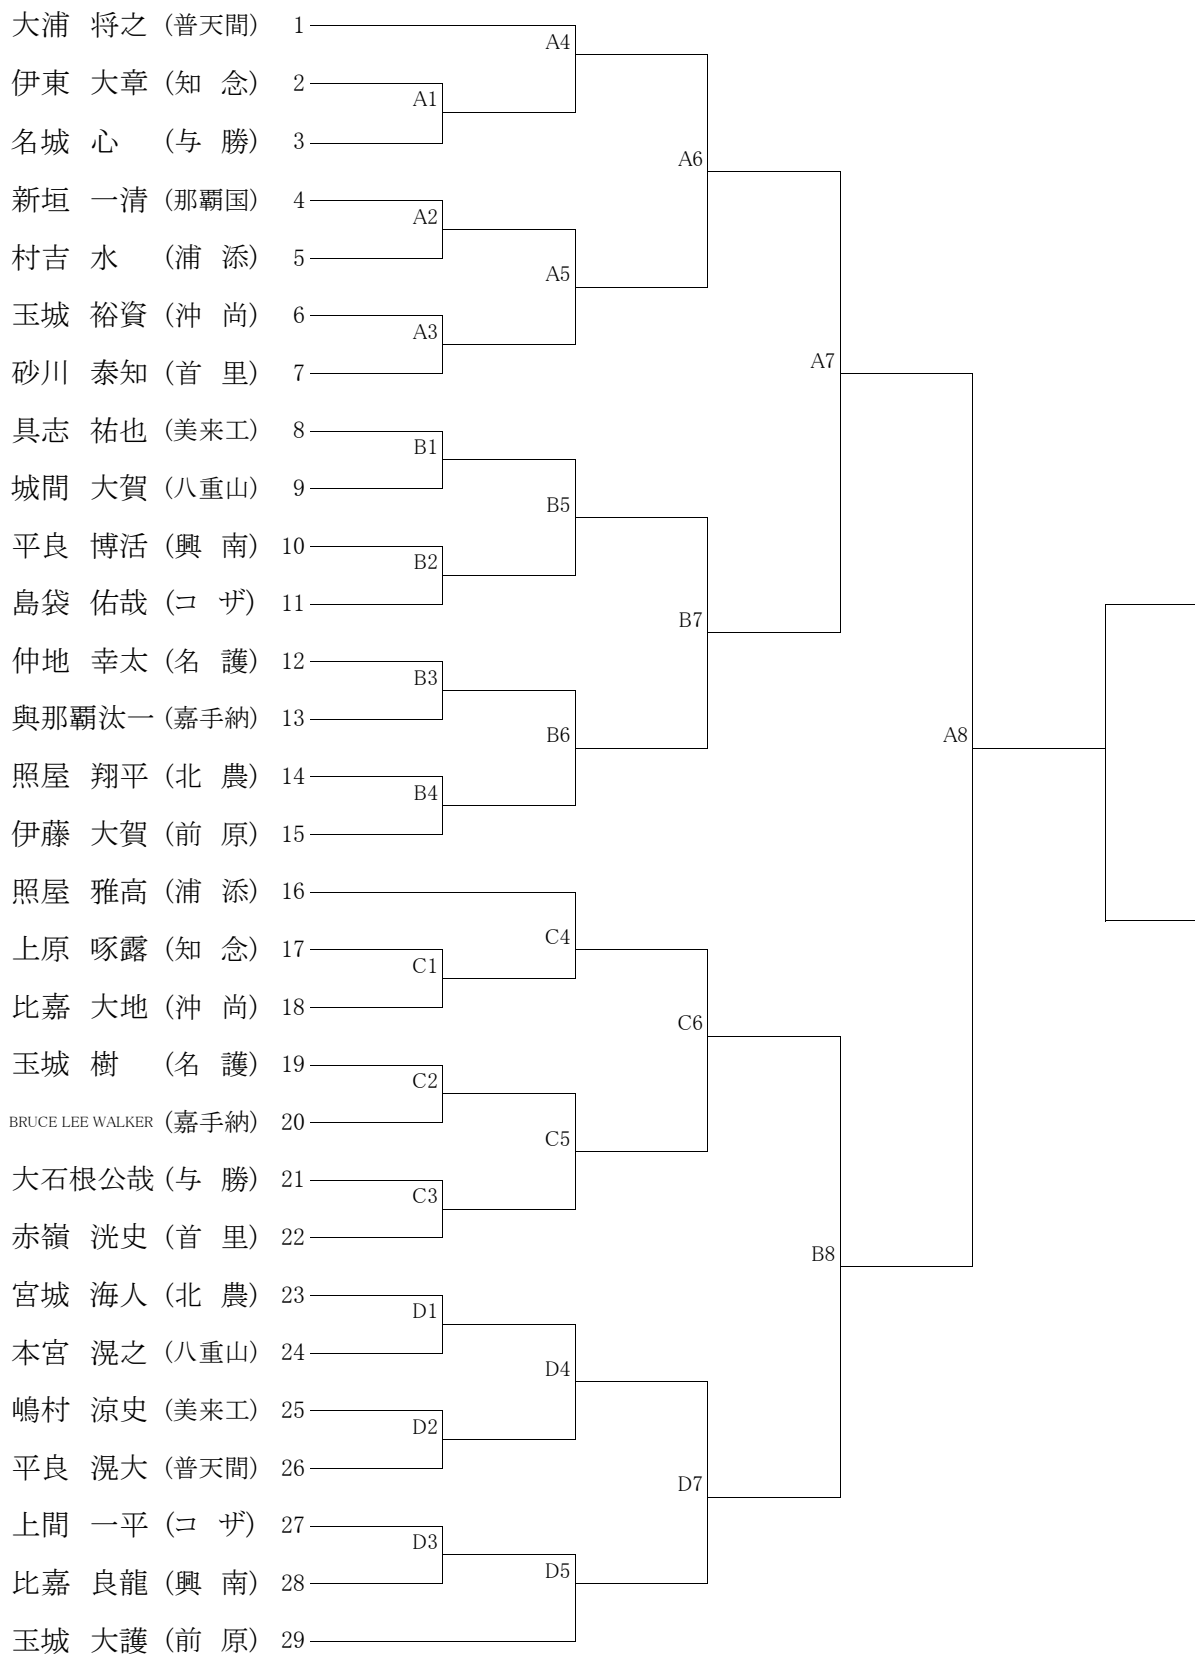 大浦 将之 (普天間) 1
A4
伊東 大章 (知 念) 2
A1
名城 心 (与 勝) 3
A6
新垣 一清 (那覇国) 4
A2
村吉 水 (浦 添) 5
A5
玉城 裕資 (沖 尚) 6
A3
砂川 泰知 (首 里) 7
A7
具志 祐也 (美来工) 8
B1
城間 大賀 (八重山) 9
B5
平良 博活 (興 南) 10
B2
島袋 佑哉 (コ ザ) 11
B7
仲地 幸太 (名 護) 12
B3
與那覇汰一 (嘉手納) 13
B6
A8
照屋 翔平 (北 農) 14
B4
伊藤 大賀 (前 原) 15
照屋 雅高 (浦 添) 16
C4
上原 啄露 (知 念) 17
C1
比嘉 大地 (沖 尚) 18
C6
玉城 樹 (名 護) 19
C2
BRUCE LEE WALKER (嘉手納) 20
C5
大石根公哉 (与 勝) 21
C3
赤嶺 洸史 (首 里) 22
B8
宮城 海人 (北 農) 23
D1
本宮 滉之 (八重山) 24
D4
嶋村 涼史 (美来工) 25
D2
平良 滉大 (普天間) 26
D7
上間 一平 (コ ザ) 27
D3
比嘉 良龍 (興 南) 28
D5
玉城 大護 (前 原) 29